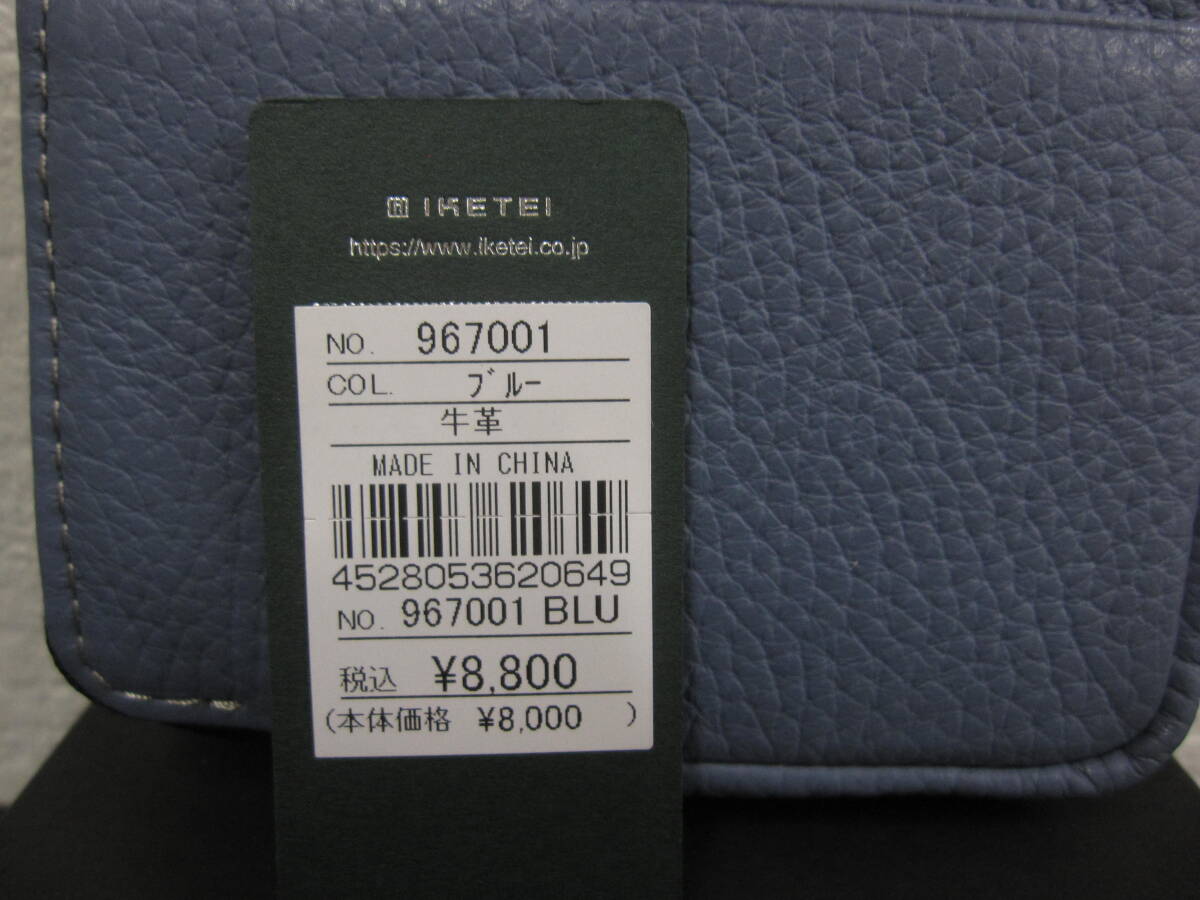 IKETEI
https://www.iketei.co.jp
NO. 967001
COL. ブルー
牛革
MADE IN CHINA
4528053620649
NO. 967001 BLU
税込 ¥8,800
(本体価格 ¥8,000 )